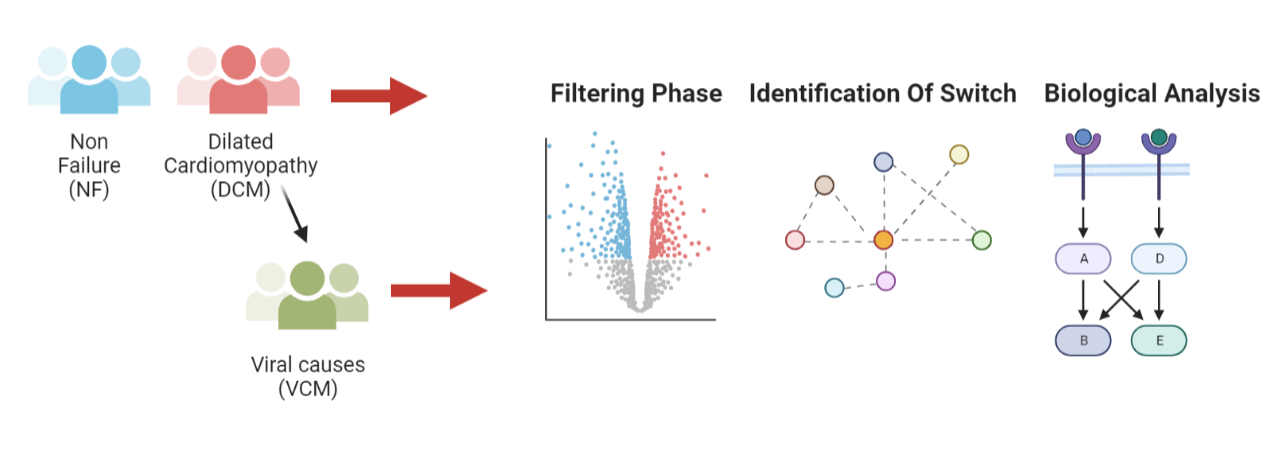 Non
Failure
(NF)
Dilated
Cardiomyopathy
(DCM)
Viral causes
(VCM)
Filtering Phase
Identification Of Switch
Biological Analysis
A
D
B
E